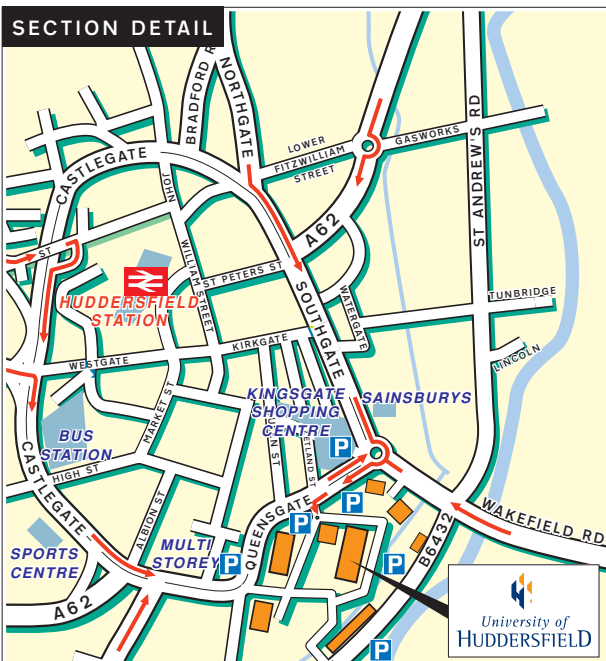 SECTION DETAIL
BRADFORD R
NORTHGATE
LOWER
FITZWILLIAM
STREET
GASWORKS
CASTLEGATE
JOHN
WILLIAM STREET
ST ANDREW'S RD
A62
ST
ST PETERS ST
HUDDERSFIELD
STATION
SOUTHGATE
WATERGATE
TUNBRIDGE
KIRKGATE
WESTGATE
LINCOLN
MARKET ST
KINGSGATE
SHOPPING
CENTRE
SAINSBURYS
BUS
STATION
HIGH ST
P
QUEENSGATE
P
P
WAKEFIELD RD
CASTLEGATE
ALBION ST
MULTI
STOREY
P
P
B6432
SPORTS
CENTRE
A62
P
University of
HUDDERSFIELD